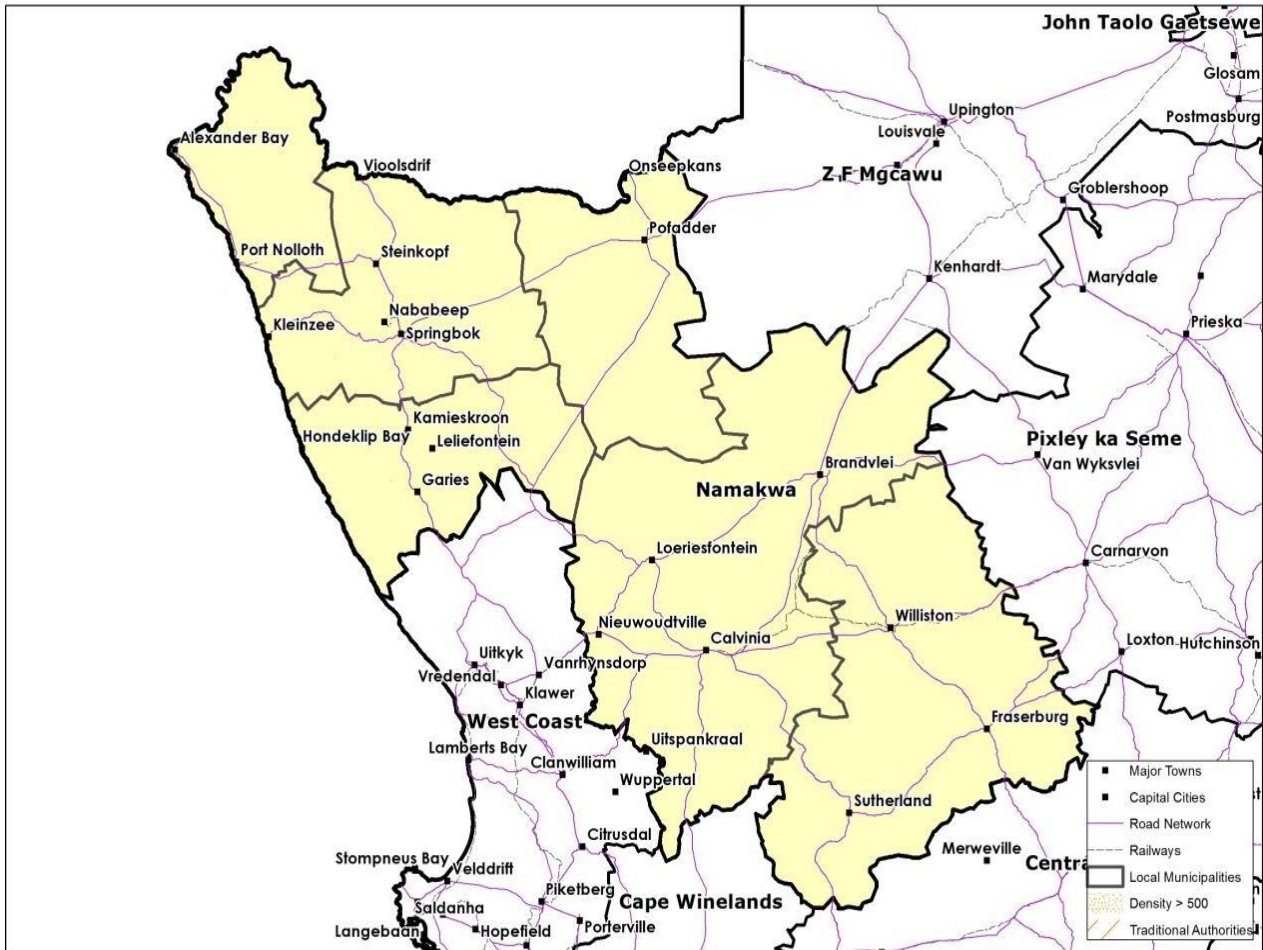 John Taolo Gaetsewe
Glosam
Postmasburg
Upington
Louisvale
Z F Mgcawu
Alexander Bay
Vioolsdrif
Onseepkans
Groblershoop
Pofadder
Port Nolloth
Steinkopf
Kenhardt
Marydale
Nababeep
Kleinzee
Springbok
Prieska
Kamieskroon
Hondeklip Bay
Leliefontein
Pixley ka Seme
Van Wyksvlei
Brandvlei
Garies
Namakwa
Loeriesfontein
Carnarvon
Nieuwoudtville
Calvinia
Williston
Loxton
Hutchinson
Uitkyk
Vanrhynsdorp
Vredendal
Klawer
West Coast
Fraserburg
Lamberts Bay
Uitspankraal
Clanwilliam
Wuppertal
Sutherland
Citrusdal
Merweville
Centra
Stompneus Bay
Velddrift
Piketberg
Cape Winelands
Saldanha
Langebaan
Hopefield
Porterville
Major Towns
Capital Cities
Road Network
Railways
Local Municipalities
Density > 500
Traditional Authorities